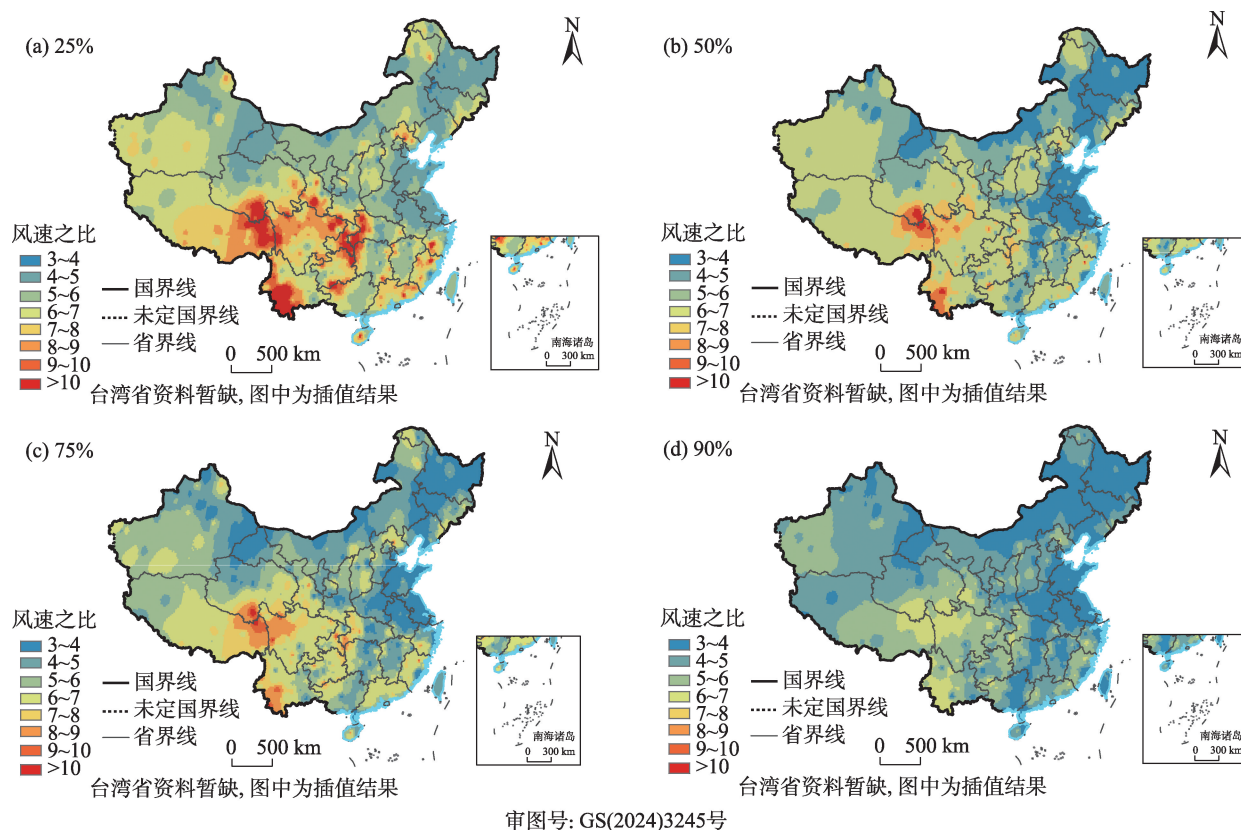 (a) 25%
N
风速之比
3~4
4~5
5~6
6~7
7~8
8~9
9~10
>10
国界线
未定国界线
省界线
0 500 km
南海诸岛
0 300 km
台湾省资料暂缺, 图中为插值结果
(b) 50%
N
风速之比
3~4
4~5
5~6
6~7
7~8
8~9
9~10
>10
国界线
未定国界线
省界线
0 500 km
南海诸岛
0 300 km
台湾省资料暂缺, 图中为插值结果
(c) 75%
N
风速之比
3~4
4~5
5~6
6~7
7~8
8~9
9~10
>10
国界线
未定国界线
省界线
0 500 km
南海诸岛
0 300 km
台湾省资料暂缺, 图中为插值结果
(d) 90%
N
风速之比
3~4
4~5
5~6
6~7
7~8
8~9
9~10
>10
国界线
未定国界线
省界线
0 500 km
南海诸岛
0 300 km
台湾省资料暂缺, 图中为插值结果
审图号: GS(2024)3245号